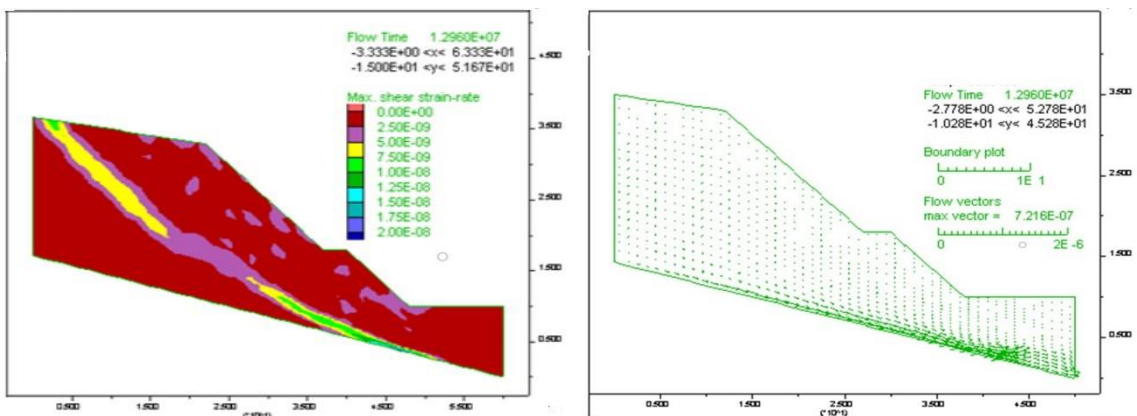 Flow Time 1.2960E+07
-3.333E+00 <x< 6.333E+01
-1.500E+01 <y< 5.167E+01
Max. shear strain-rate
0.00E+00
2.50E-09
5.00E-09
7.50E-09
1.00E-08
1.25E-08
1.50E-08
1.75E-08
2.00E-08
4.500
3.500
2.500
1.500
0.500
0.500 1.500 2.500 3.500 4.500 5.500
Flow Time 1.2960E+07
-2.778E+00 <x< 5.278E+01
-1.028E+01 <y< 4.528E+01
Boundary plot
0 1E 1
Flow vectors
max vector = 7.216E-07
0 2E -6
3.500
2.500
1.500
0.500
0.500 1.500 2.500 3.500 4.500